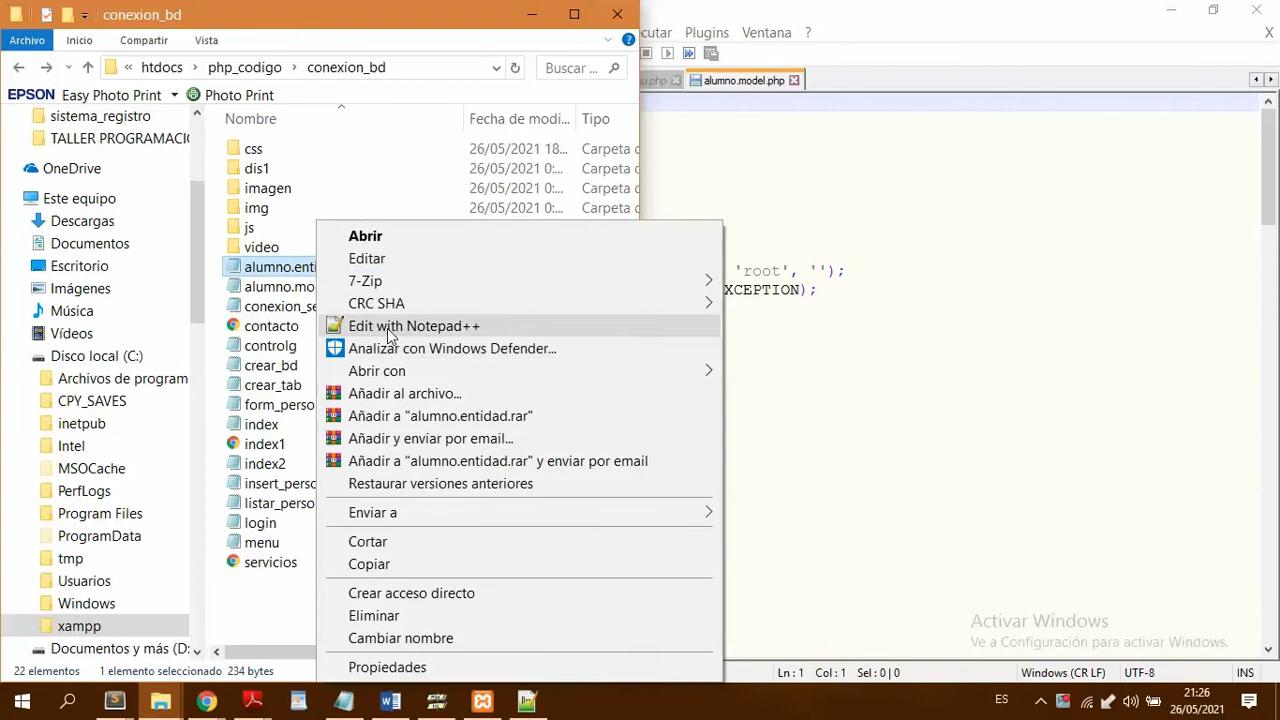 conexion_bd
Archivo Inicio Compartir Vista
htdocs php_codigo conexion_bd Buscar ...
EPSON Easy Photo Print Photo Print
sistema_registro
TALLER PROGRAMACI
OneDrive
Este equipo
Descargas
Documentos
Escritorio
Imágenes
Música
Vídeos
Disco local (C:)
Archivos de program
CPY_SAVES
inetpub
Intel
MSOCache
PerfLogs
Program Files
ProgramData
tmp
Usuarios
Windows
xampp
Documentos y más (D:
Nombre Fecha de modi... Tipo
css 26/05/2021 18... Carpeta
dis1 26/05/2021 0:... Carpeta
imagen 26/05/2021 0:... Carpeta
img 26/05/2021 0:... Carpeta
js
video
alumno.enti
alumno.mo
conexion_se
contacto
controlg
crear_bd
crear_tab
form_perso
index
index1
index2
insert_perso
listar_perso
login
menu
servicios
Abrir
Editar
7-Zip
CRC SHA
Edit with Notepad++
Analizar con Windows Defender...
Abrir con
Añadir al archivo...
Añadir a "alumno.entidad.rar"
Añadir y enviar por email...
Añadir a "alumno.entidad.rar" y enviar por email
Restaurar versiones anteriores
Enviar a
Cortar
Copiar
Crear acceso directo
Eliminar
Cambiar nombre
Propiedades
22 elementos 1 elemento seleccionado 234 bytes
cutar Plugins Ventana ? X
nu.php alumno.model.php
'root', '');
XCEPTION);
Activar Windows
Ve a Configuración para activar Windows.
Ln : 1 Col : 1 Sel : 0 | 0 Windows (CR LF) UTF-8 INS
ES 21:26
26/05/2021